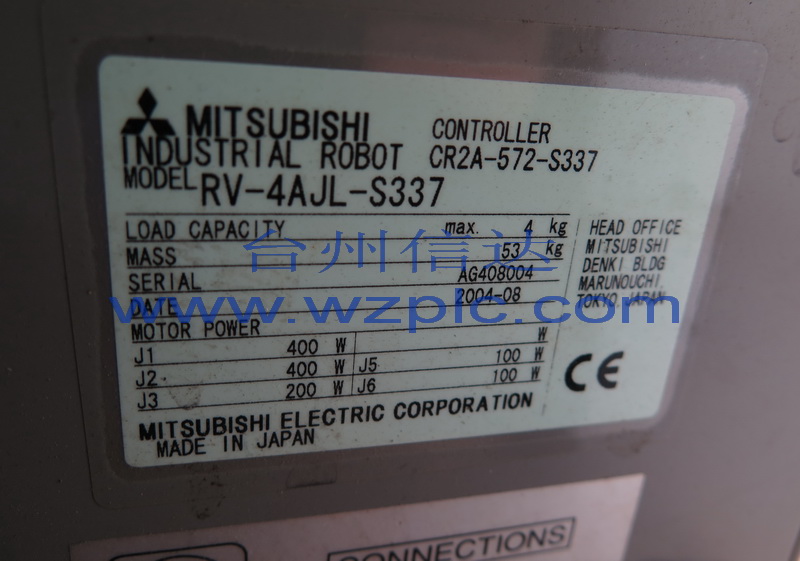 MITSUBISHI
INDUSTRIAL ROBOT
CONTROLLER
CR2A-572-S337
MODEL RV-4AJL-S337
LOAD CAPACITY max. 4 kg
MASS 53 kg
SERIAL AG408004
DATE 2004-08
MOTOR POWER
W
J1 400 W
J2 400 W J5 100 W
J3 200 W J6 100 W
HEAD OFFICE
MITSUBISHI
DENKI BLDG
MARUNOUCHI.
TOKYO JAPAN
CE
MITSUBISHI ELECTRIC CORPORATION
MADE IN JAPAN
台州信达
www.wzpic.com
CONNECTIONS